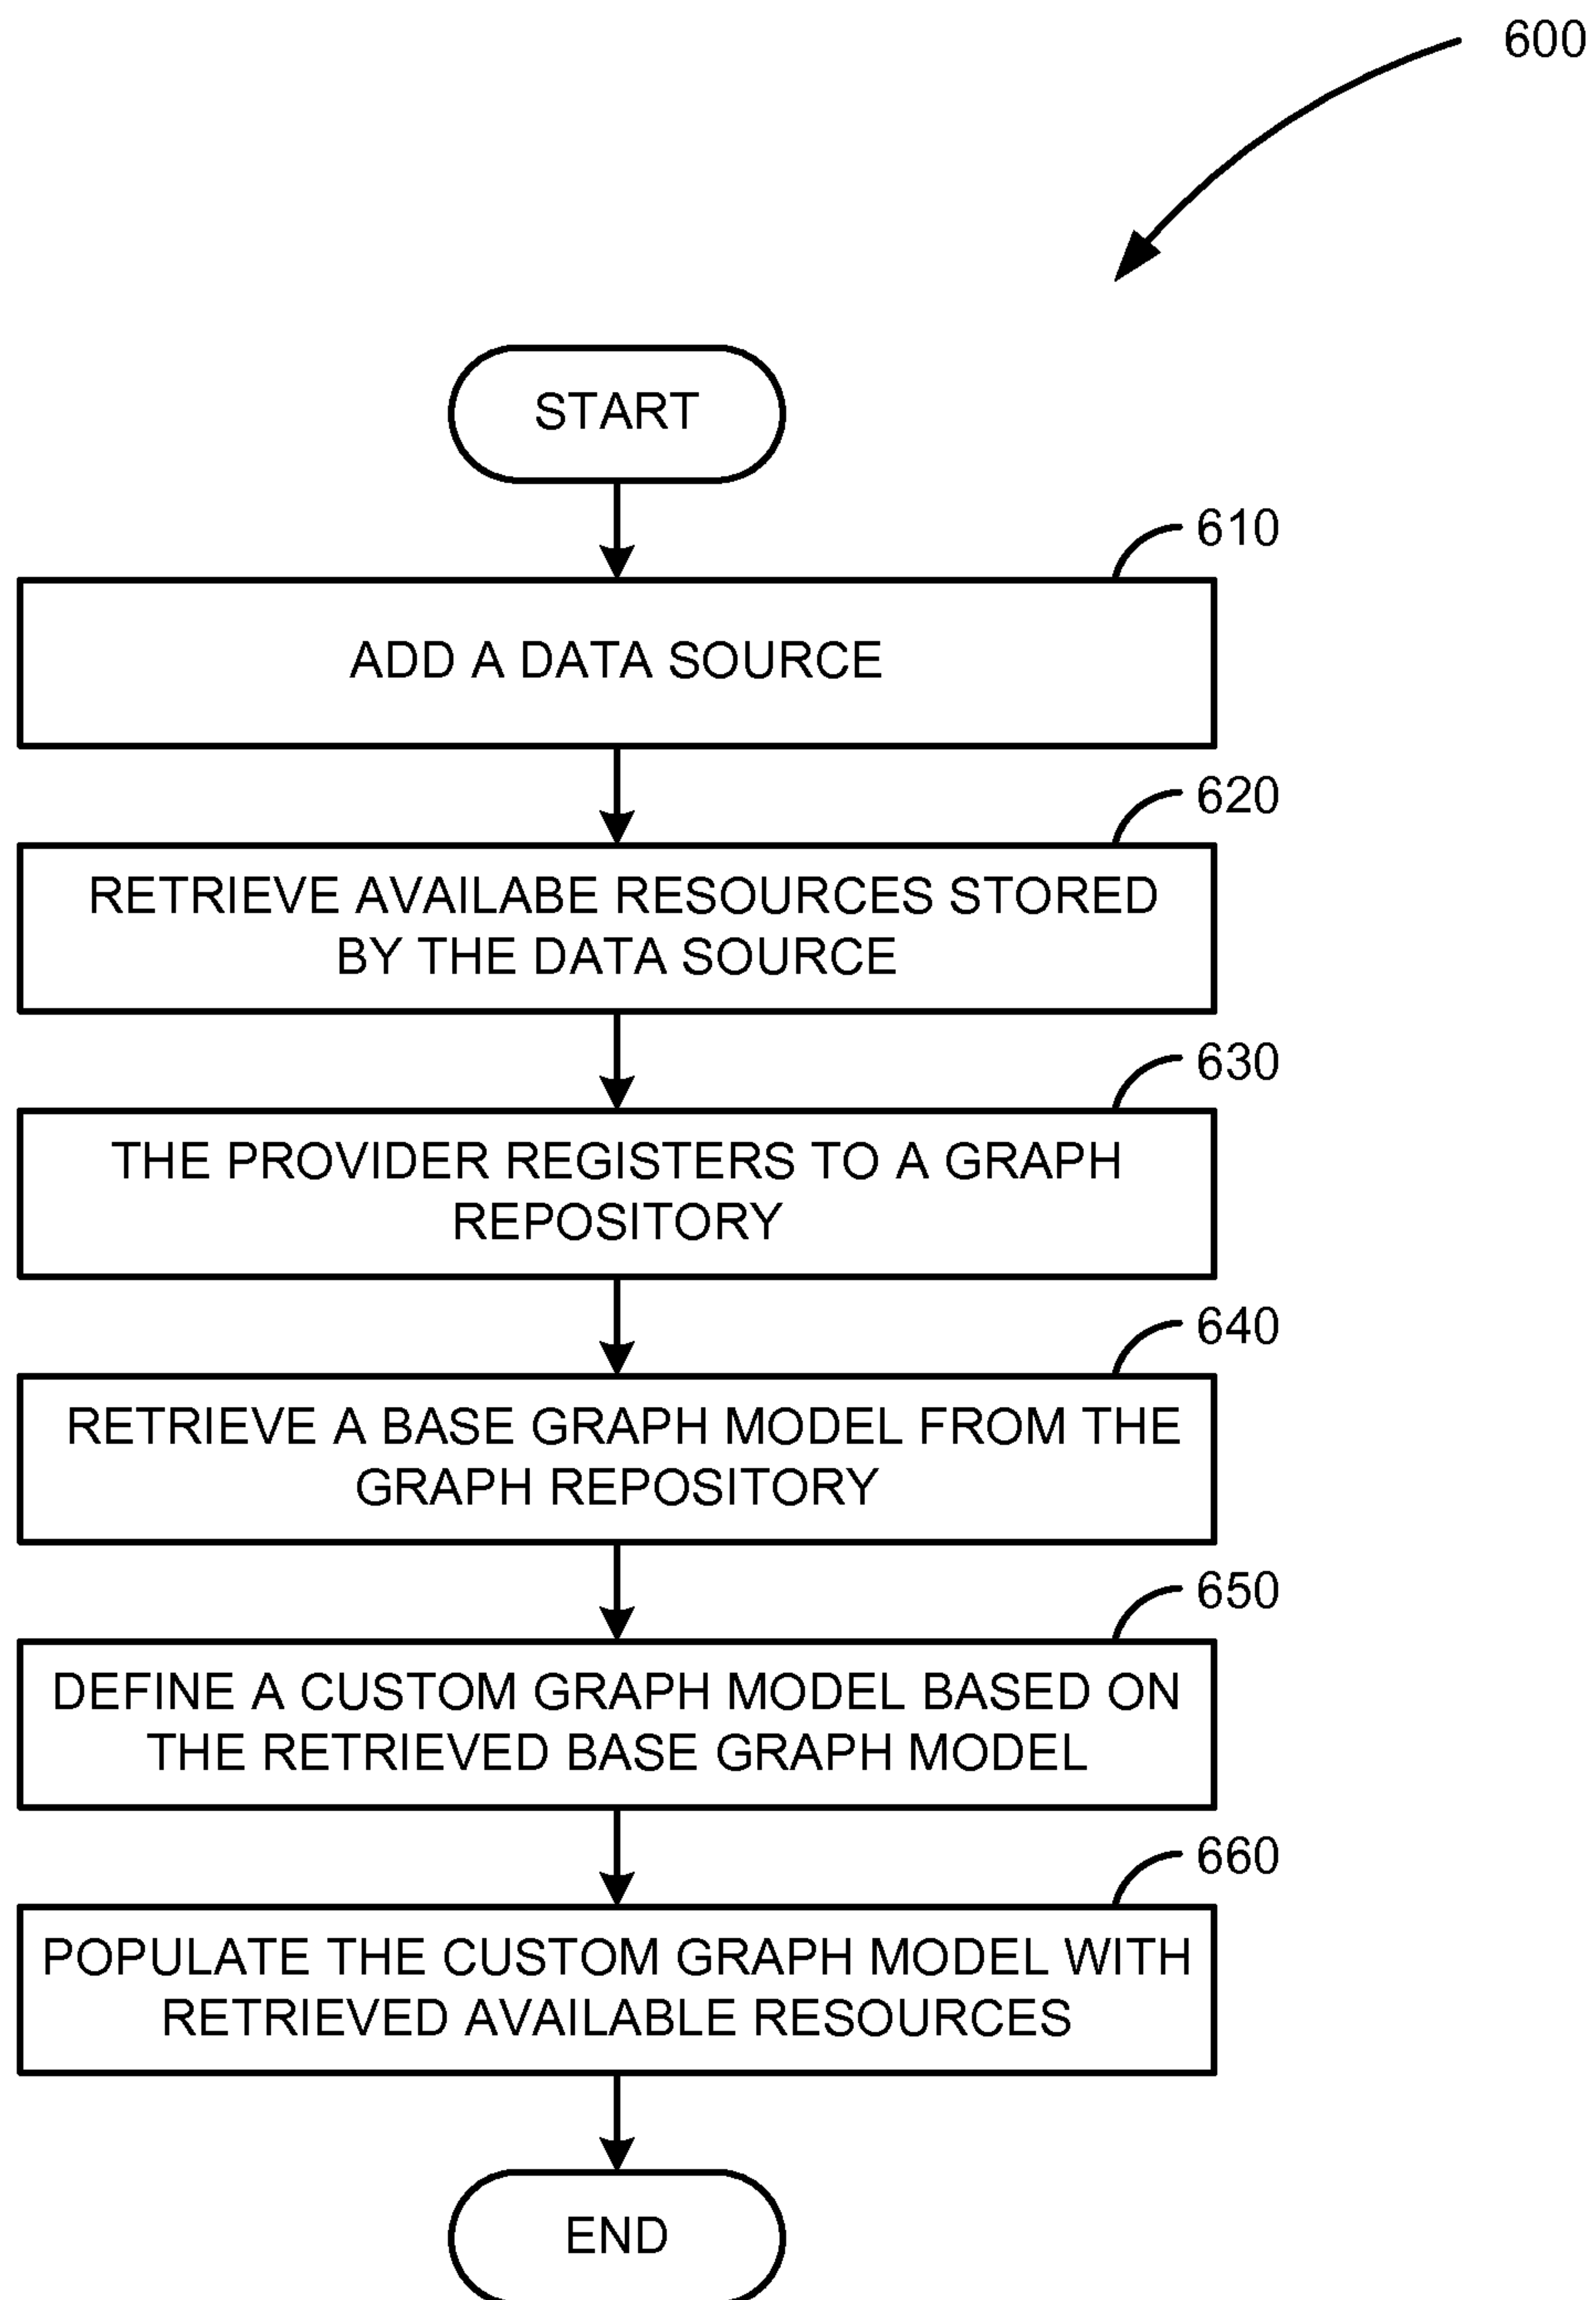 600
START
610
ADD A DATA SOURCE
620
RETRIEVE AVAILABE RESOURCES STORED
BY THE DATA SOURCE
630
THE PROVIDER REGISTERS TO A GRAPH
REPOSITORY
640
RETRIEVE A BASE GRAPH MODEL FROM THE
GRAPH REPOSITORY
650
DEFINE A CUSTOM GRAPH MODEL BASED ON
THE RETRIEVED BASE GRAPH MODEL
660
POPULATE THE CUSTOM GRAPH MODEL WITH
RETRIEVED AVAILABLE RESOURCES
END